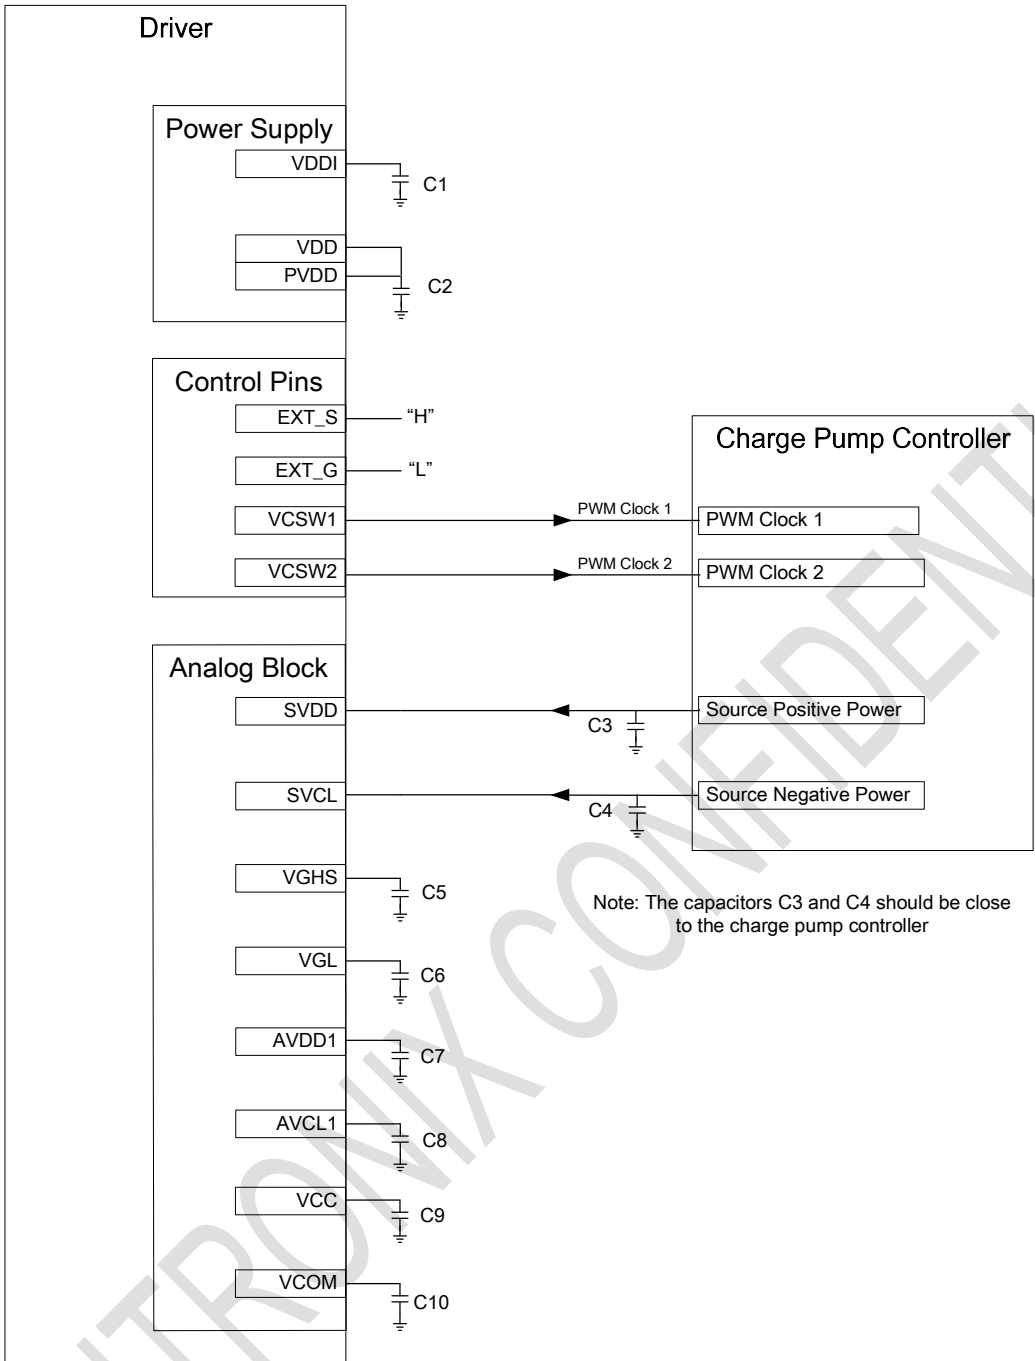 Driver
Power Supply
VDDI
C1
VDD
PVDD
C2
Control Pins
EXT_S
“H”
EXT_G
“L”
VCSW1
PWM Clock 1
VCSW2
PWM Clock 2
Charge Pump Controller
PWM Clock 1
PWM Clock 2
Source Positive Power
Source Negative Power
Analog Block
SVDD
C3
SVCL
C4
VGHS
C5
VGL
C6
AVDD1
C7
AVCL1
C8
VCC
C9
VCOM
C10
Note: The capacitors C3 and C4 should be close
to the charge pump controller
NTRONIX CONFIDENT